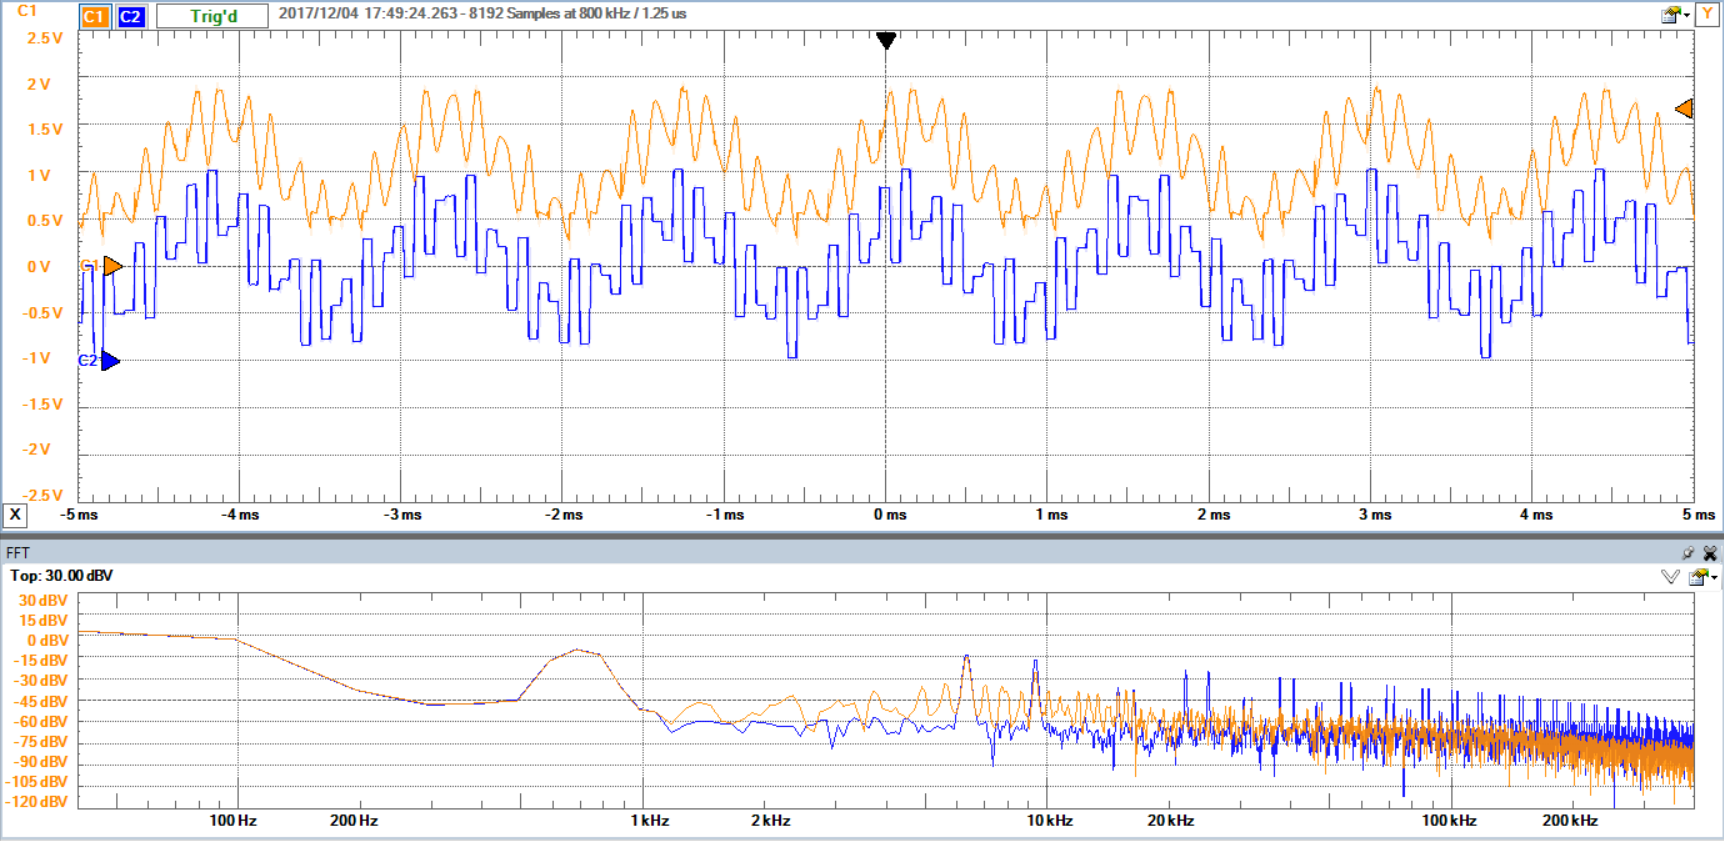 C1
C1 C2 Trig'd 2017/12/04 17:49:24.263 - 8192 Samples at 800 kHz / 1.25 us Y
2.5 V
2 V
1.5 V
1 V
0.5 V
0 V C1
-0.5 V
-1 V C2
-1.5 V
-2 V
-2.5 V
X -5 ms -4 ms -3 ms -2 ms -1 ms 0 ms 1 ms 2 ms 3 ms 4 ms 5 ms
FFT
Top: 30.00 dBV
30 dBV
15 dBV
0 dBV
-15 dBV
-30 dBV
-45 dBV
-60 dBV
-75 dBV
-90 dBV
-105 dBV
-120 dBV
100 Hz 200 Hz 1 kHz 2 kHz 10 kHz 20 kHz 100 kHz 200 kHz